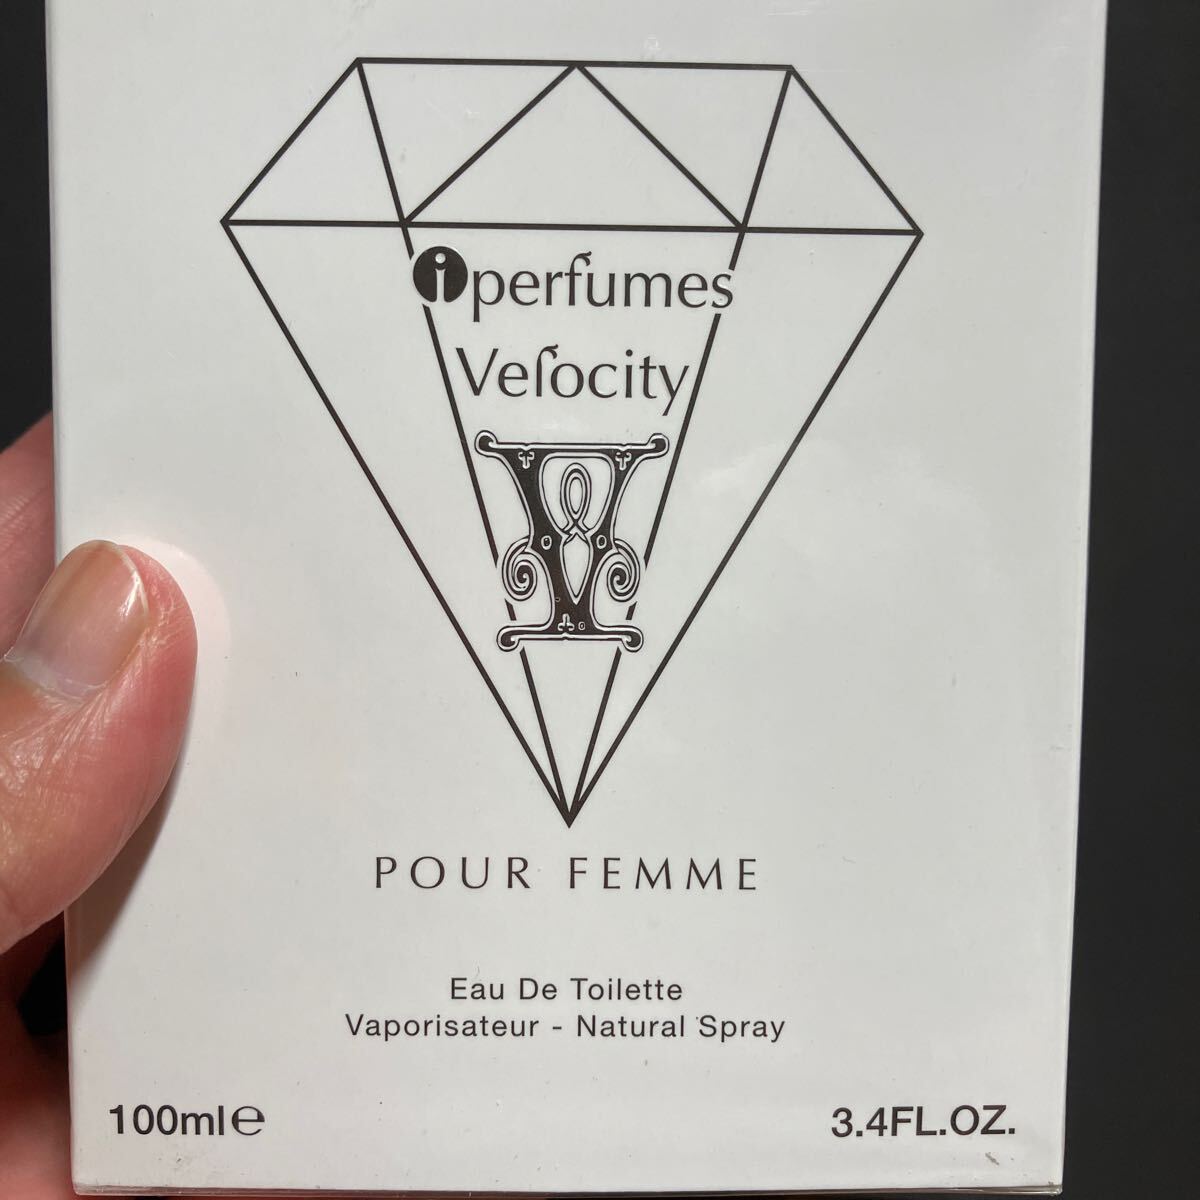 iperfumes
Velocity
V
POUR FEMME
Eau De Toilette
Vaporisateur - Natural Spray
100ml℮
3.4FL.OZ.